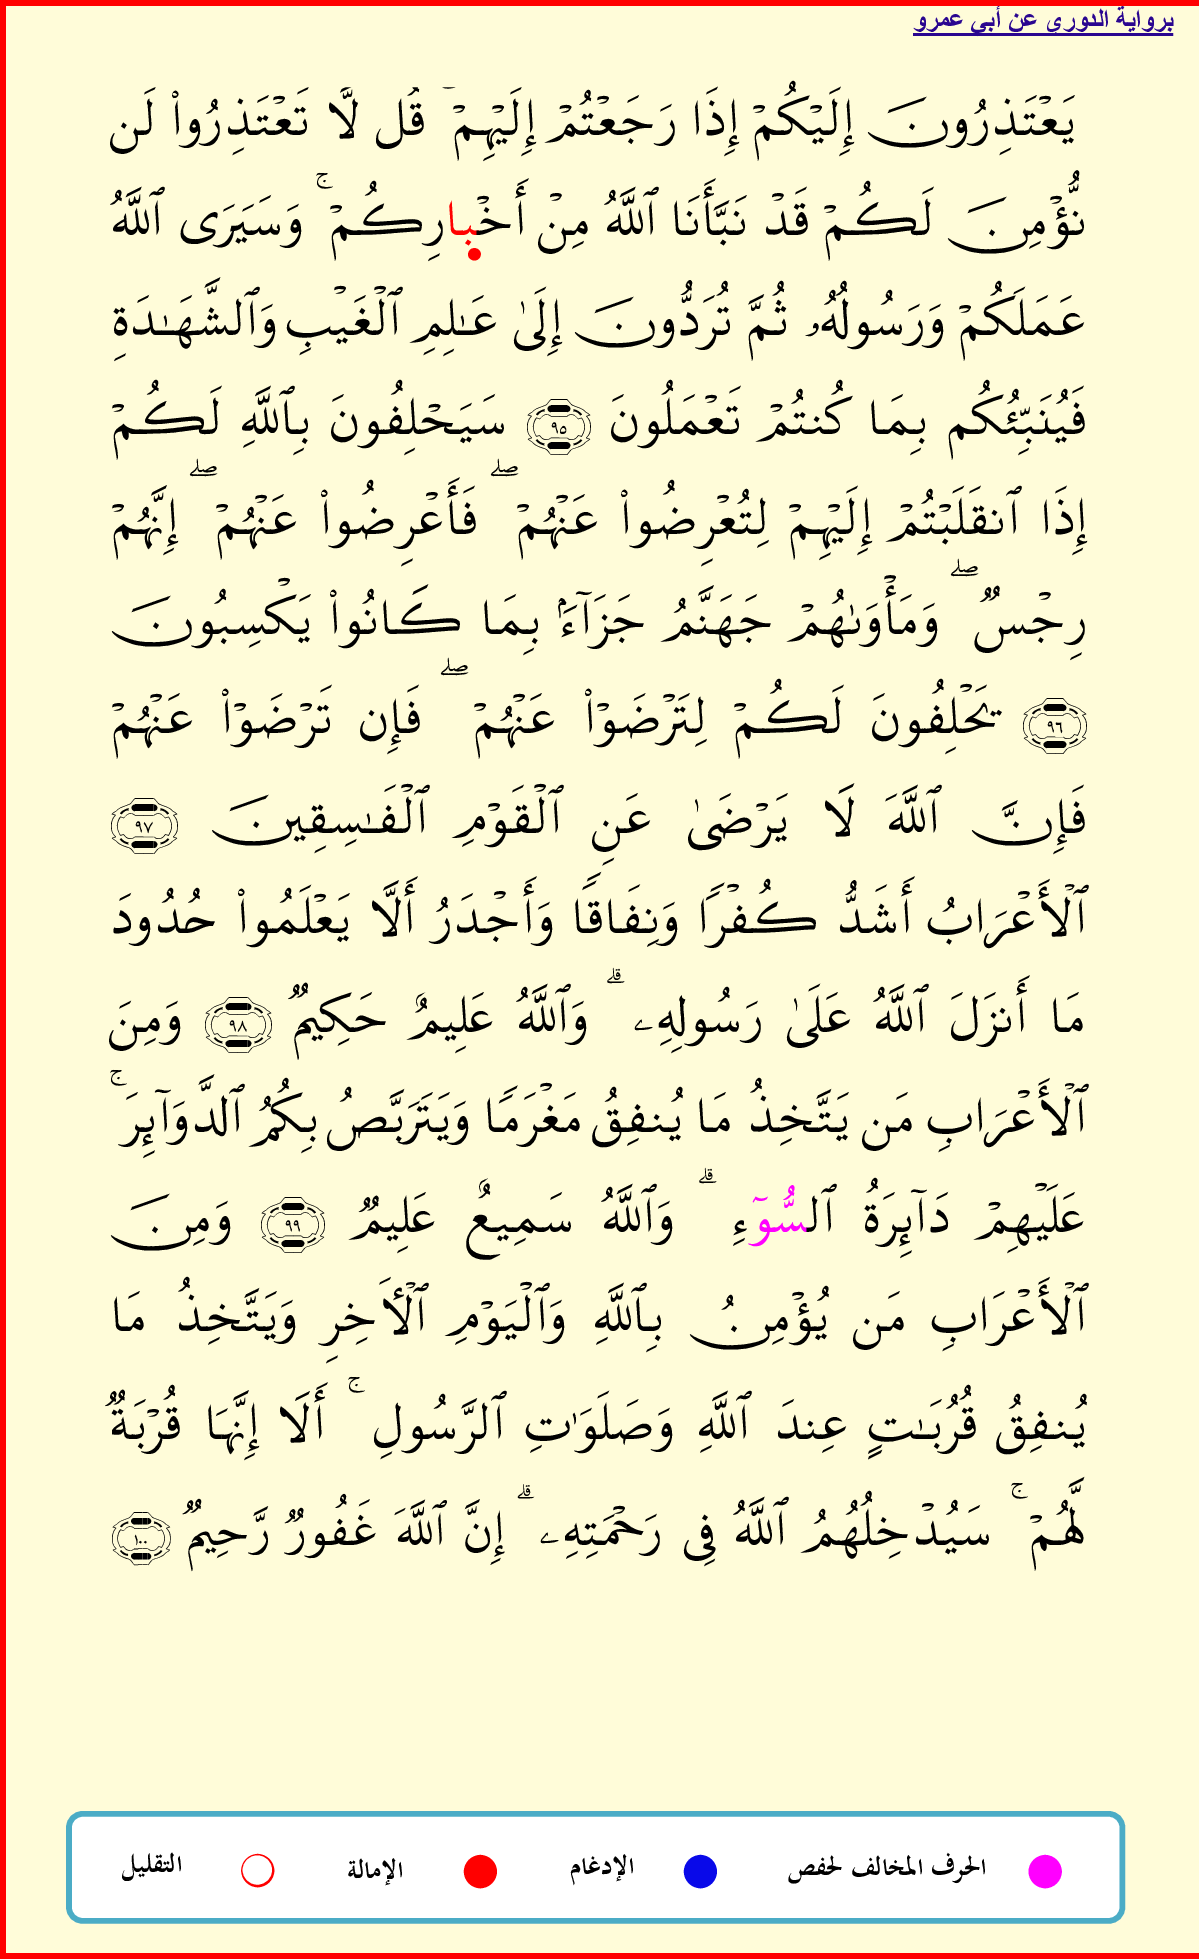 برواية الدوري عن أبي عمرو
يَعْتَذِرُونَ إِلَيْكُمْ إِذَا رَجَعْتُمْ إِلَيْهِمْ ۚ قُل لَّا تَعْتَذِرُوا۟ لَن
نُّؤْمِنَ لَكُمْ قَدْ نَبَّأَنَا ٱللَّهُ مِنْ أَخْبارِكُمْ ۚ وَسَيَرَى ٱللَّهُ
عَمَلَكُمْ وَرَسُولُهُۥ ثُمَّ تُرَدُّونَ إِلَىٰ عَـٰلِمِ ٱلْغَيْبِ وَٱلشَّهَـٰدَةِ
فَيُنَبِّئُكُم بِمَا كُنتُمْ تَعْمَلُونَ ٩٥ سَيَحْلِفُونَ بِٱللَّهِ لَكُمْ
إِذَا ٱنقَلَبْتُمْ إِلَيْهِمْ لِتُعْرِضُوا۟ عَنْهُمْ ۖ فَأَعْرِضُوا۟ عَنْهُمْ ۖ إِنَّهُمْ
رِجْسٌ ۖ وَمَأْوَىٰهُمْ جَهَنَّمُ جَزَآءًۢ بِمَا كَانُوا۟ يَكْسِبُونَ
٩٦ يَحْلِفُونَ لَكُمْ لِتَرْضَوْا۟ عَنْهُمْ ۖ فَإِن تَرْضَوْا۟ عَنْهُمْ
فَإِنَّ ٱللَّهَ لَا يَرْضَىٰ عَنِ ٱلْقَوْمِ ٱلْفَـٰسِقِينَ ٩٧
ٱلْأَعْرَابُ أَشَدُّ كُفْرًا وَنِفَاقًا وَأَجْدَرُ أَلَّا يَعْلَمُوا۟ حُدُودَ
مَا أَنزَلَ ٱللَّهُ عَلَىٰ رَسُولِهِۦ ۗ وَٱللَّهُ عَلِيمٌ حَكِيمٌ ٩٨ وَمِنَ
ٱلْأَعْرَابِ مَن يَتَّخِذُ مَا يُنفِقُ مَغْرَمًا وَيَتَرَبَّصُ بِكُمُ ٱلدَّوَآئِرَ ۚ
عَلَيْهِمْ دَآئِرَةُ ٱلسُّوٓءِ ۗ وَٱللَّهُ سَمِيعٌ عَلِيمٌ ٩٩ وَمِنَ
ٱلْأَعْرَابِ مَن يُؤْمِنُ بِٱللَّهِ وَٱلْيَوْمِ ٱلْـَٔاخِرِ وَيَتَّخِذُ مَا
يُنفِقُ قُرُبَـٰتٍ عِندَ ٱللَّهِ وَصَلَوَٰتِ ٱلرَّسُولِ ۚ أَلَا إِنَّهَا قُرْبَةٌ
لَّهُمْ ۚ سَيُدْخِلُهُمُ ٱللَّهُ فِى رَحْمَتِهِۦ ۗ إِنَّ ٱللَّهَ غَفُورٌ رَّحِيمٌ ١٠٠
الحرف المخالف لحفص الإدغام الإمالة التقليل